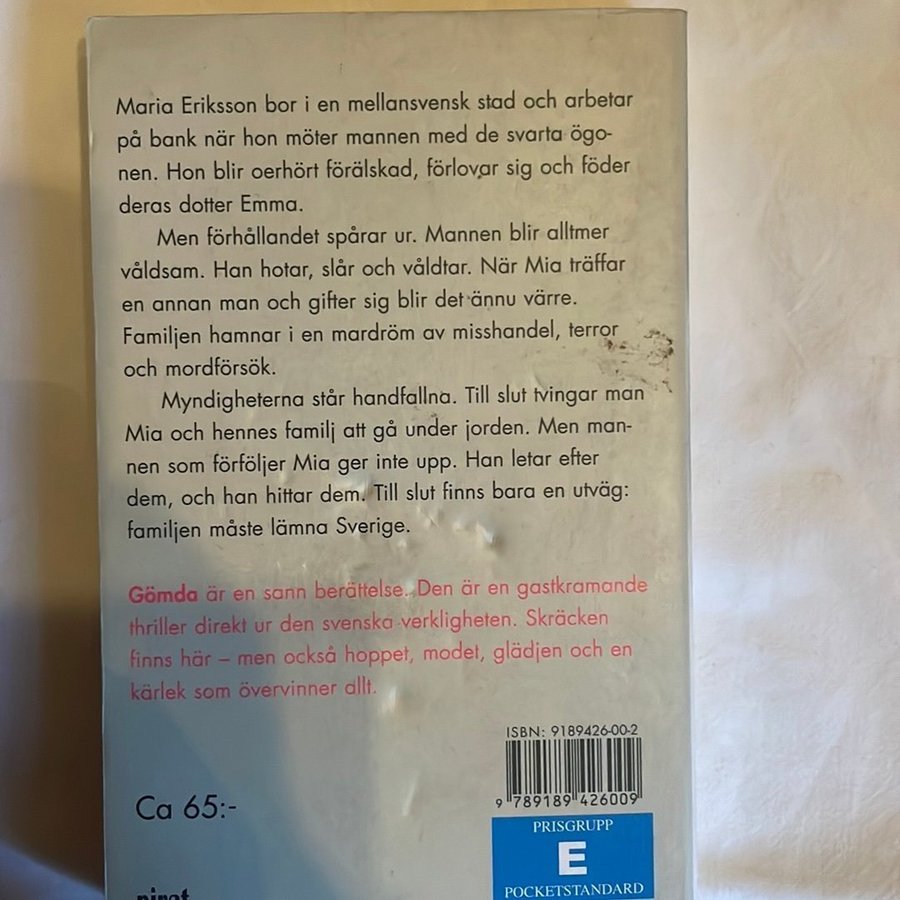 Maria Eriksson bor i en mellansvensk stad och arbetar
på bank när hon möter mannen med de svarta ögo-
nen. Hon blir oerhört förälskad, förlovar sig och föder
deras dotter Emma.
Men förhållandet spårar ur. Mannen blir alltmer
våldsam. Han hotar, slår och våldtar. När Mia träffar
en annan man och gifter sig blir det ännu värre.
Familjen hamnar i en mardröm av misshandel, terror
och mordförsök.
Myndigheterna står handfallna. Till slut tvingar man
Mia och hennes familj att gå under jorden. Men man-
nen som förföljer Mia ger inte upp. Han letar efter
dem, och han hittar dem. Till slut finns bara en utväg:
familjen måste lämna Sverige.
Gömda är en sann berättelse. Den är en gastkramande
thriller direkt ur den svenska verkligheten. Skräcken
finns här – men också hoppet, modet, glädjen och en
kärlek som övervinner allt.
ISBN: 9189426-00-2
9 789189 426009
Ca 65:-
PRISGRUPP
E
POCKETSTANDARD
pirat